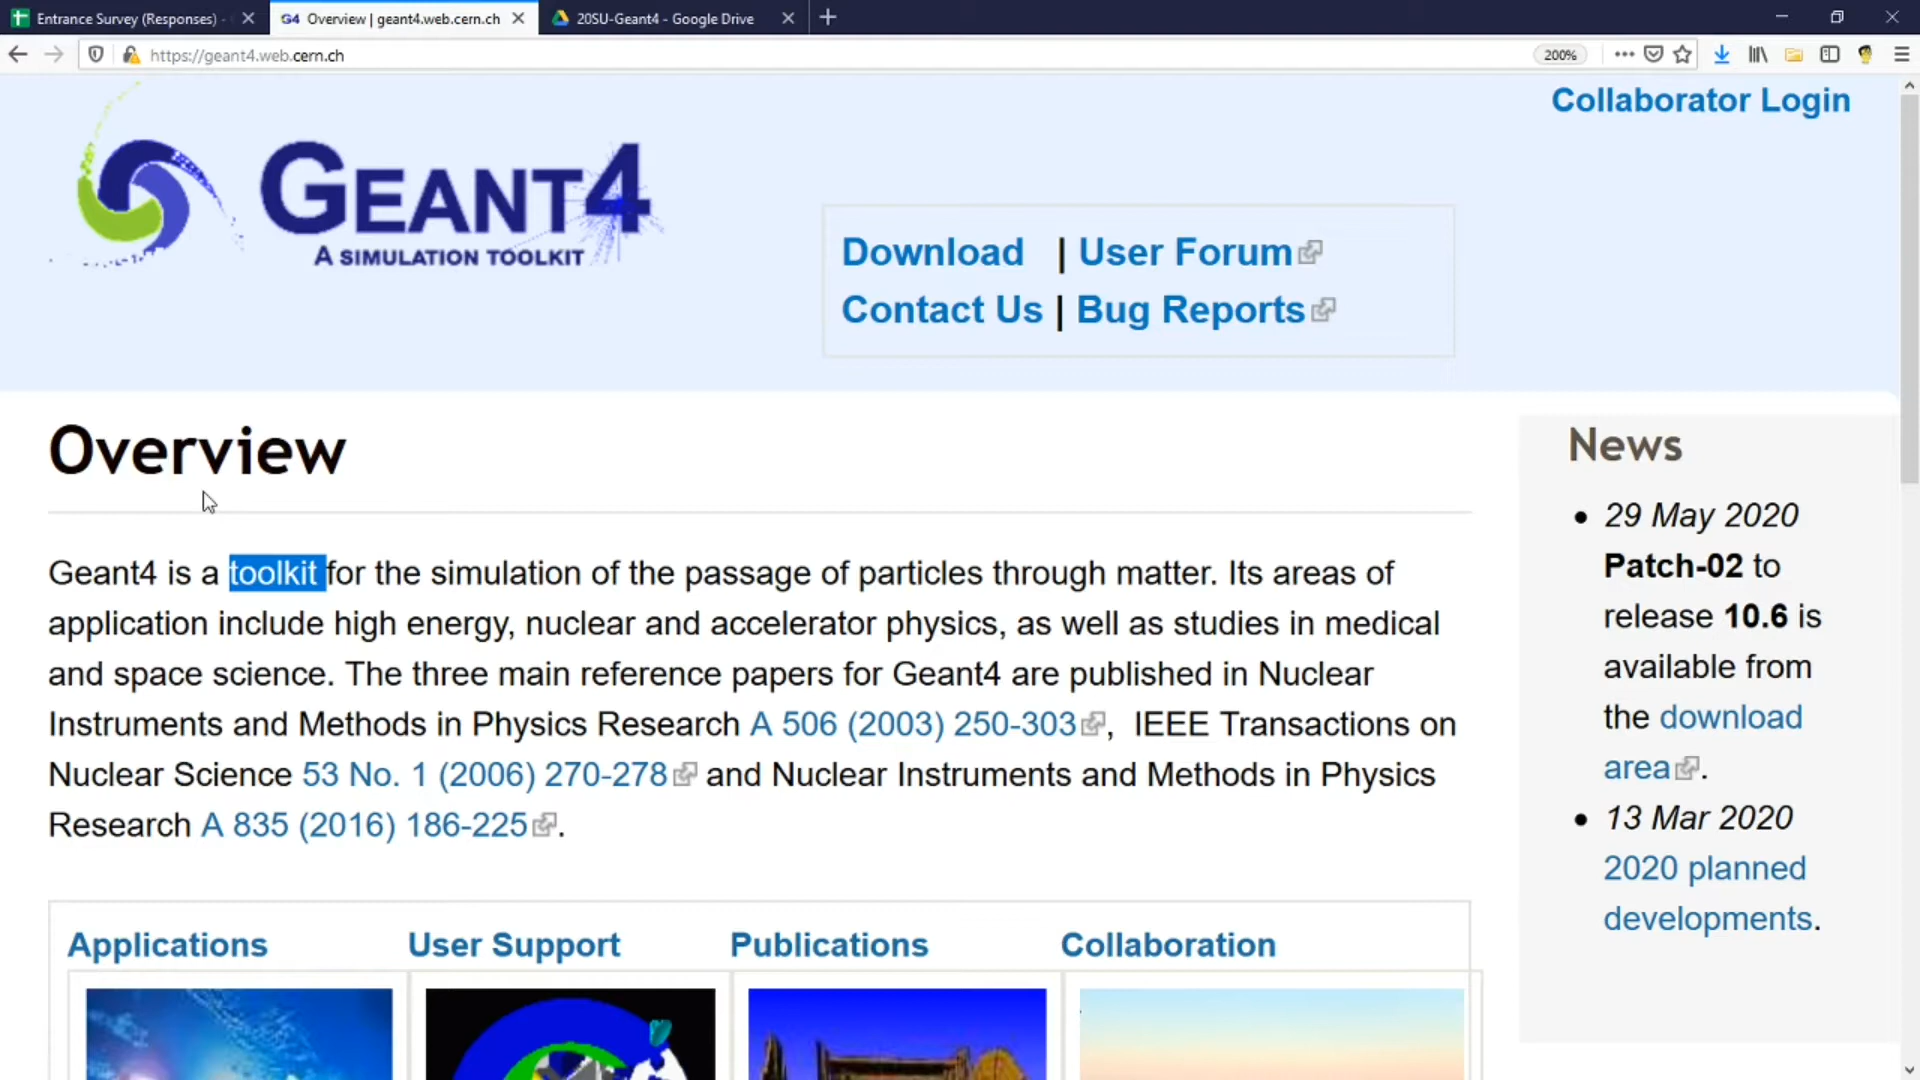 Entrance Survey (Responses) -
Overview | geant4.web.cern.ch
20SU-Geant4 - Google Drive
https://geant4.web.cern.ch
200%
Collaborator Login
GEANT4
A SIMULATION TOOLKIT
Download | User Forum
Contact Us | Bug Reports
Overview
Geant4 is a toolkit for the simulation of the passage of particles through matter. Its areas of
application include high energy, nuclear and accelerator physics, as well as studies in medical
and space science. The three main reference papers for Geant4 are published in Nuclear
Instruments and Methods in Physics Research A 506 (2003) 250-303, IEEE Transactions on
Nuclear Science 53 No. 1 (2006) 270-278 and Nuclear Instruments and Methods in Physics
Research A 835 (2016) 186-225.
News
29 May 2020
Patch-02 to
release 10.6 is
available from
the download
area.
13 Mar 2020
2020 planned
developments.
Applications
User Support
Publications
Collaboration